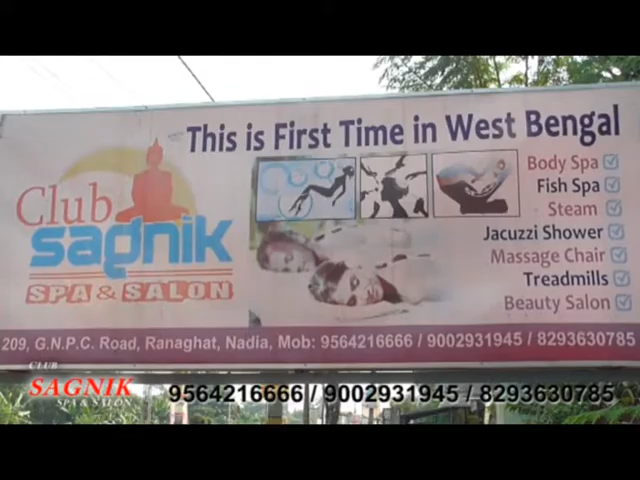 This is First Time in West Bengal
Club
sagnik
SPA & SALON
Body Spa
Fish Spa
Steam
Jacuzzi Shower
Massage Chair
Treadmills
Beauty Salon
209, G.N.P.C. Road, Ranaghat, Nadia, Mob: 9564216666 / 9002931945 / 8293630785
CLUB
SAGNIK
SPA & SALON
9564216666 / 9002931945 / 8293630785